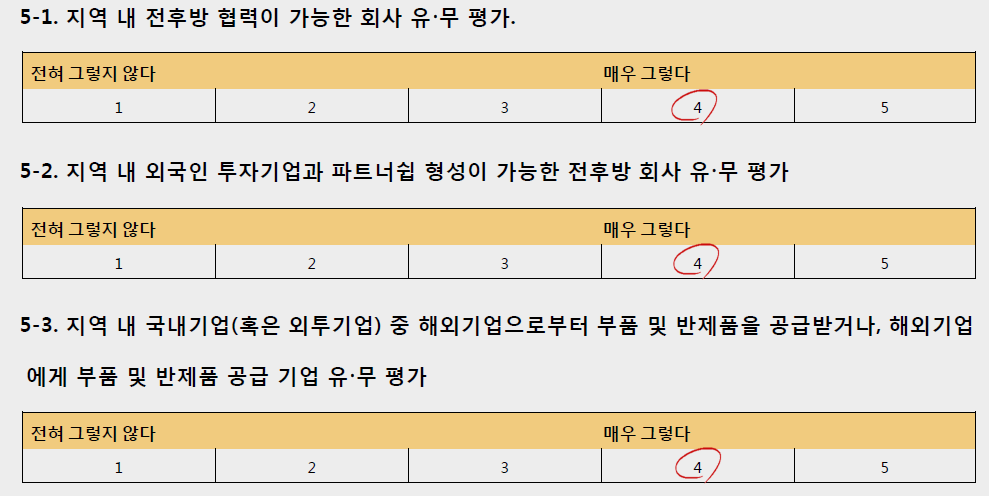 5-1. 지역 내 전후방 협력이 가능한 회사 유·무 평가.
전혀 그렇지 않다 매우 그렇다
1 2 3 4 5
5-2. 지역 내 외국인 투자기업과 파트너쉽 형성이 가능한 전후방 회사 유·무 평가
전혀 그렇지 않다 매우 그렇다
1 2 3 4 5
5-3. 지역 내 국내기업(혹은 외투기업) 중 해외기업으로부터 부품 및 반제품을 공급받거나, 해외기업
에게 부품 및 반제품 공급 기업 유·무 평가
전혀 그렇지 않다 매우 그렇다
1 2 3 4 5